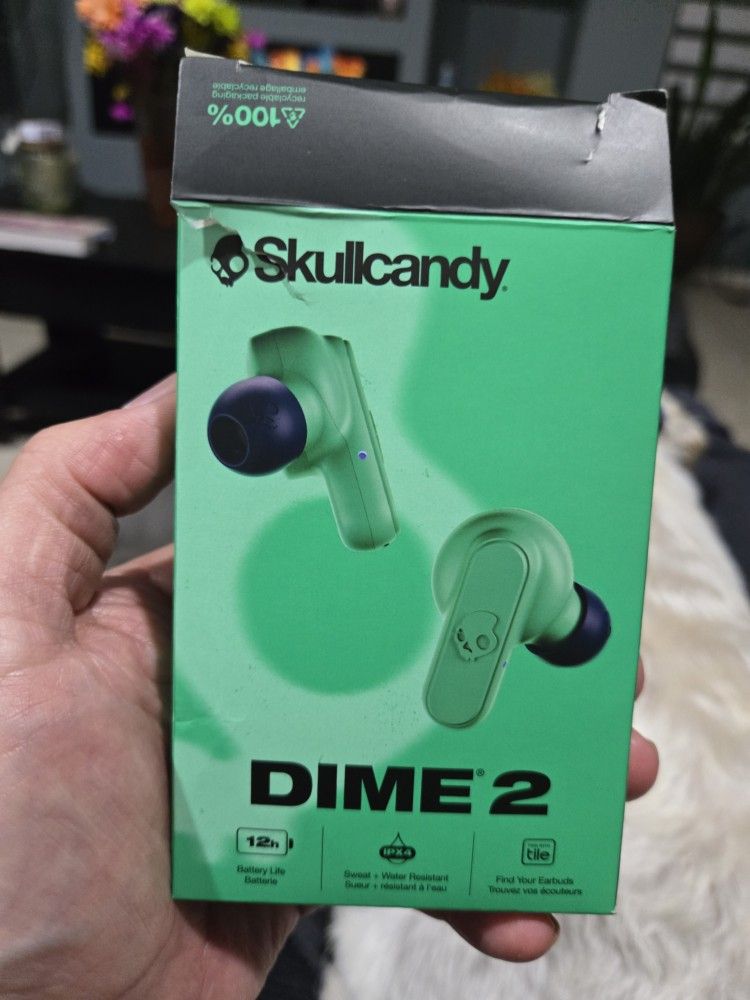 100%
recyclable packaging
emballage recyclable
Skullcandy®
DIME® 2
12h
Battery Life
Batterie
IPX4
Sweat + Water Resistant
Sueur + résistant à l'eau
tile
Find Your Earbuds
Trouvez vos écouteurs